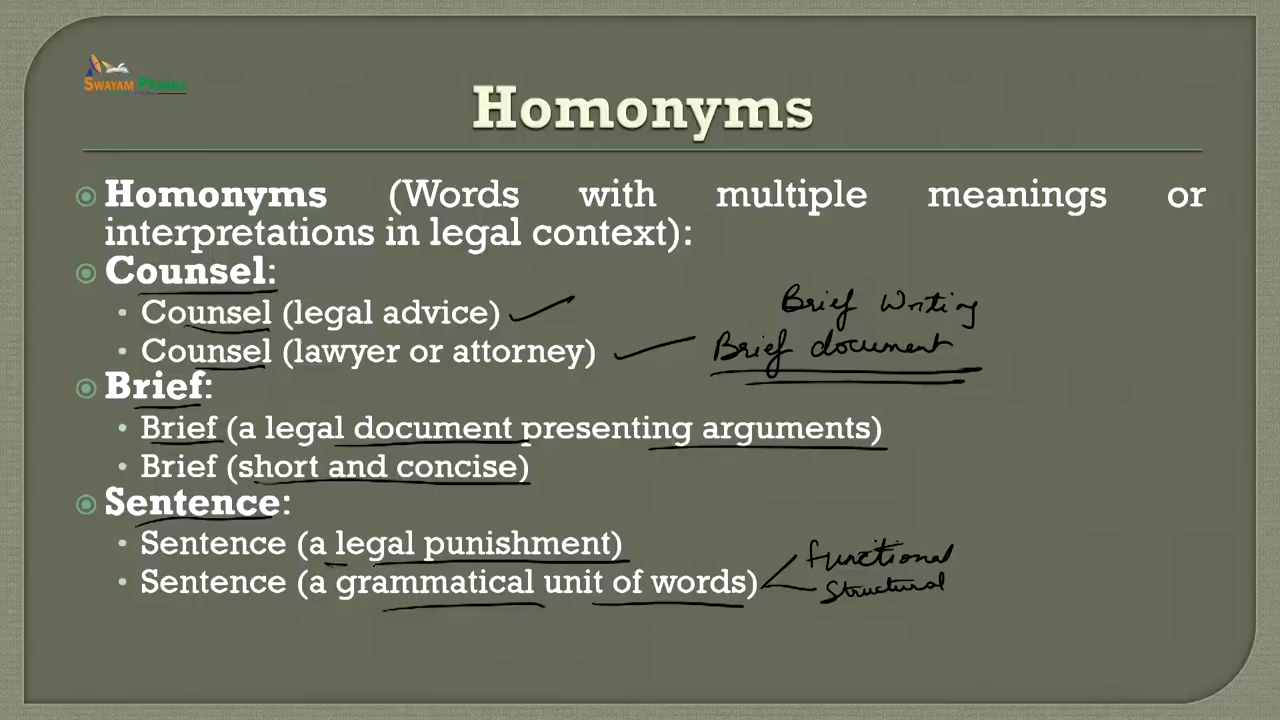 SWAYAM PRABHA
Homonyms
Homonyms (Words with multiple meanings or
interpretations in legal context):
Counsel:
Counsel (legal advice)
Brief Writing
Counsel (lawyer or attorney)
Brief document
Brief:
Brief (a legal document presenting arguments)
Brief (short and concise)
Sentence:
Sentence (a legal punishment)
Functional
Sentence (a grammatical unit of words)
Structural